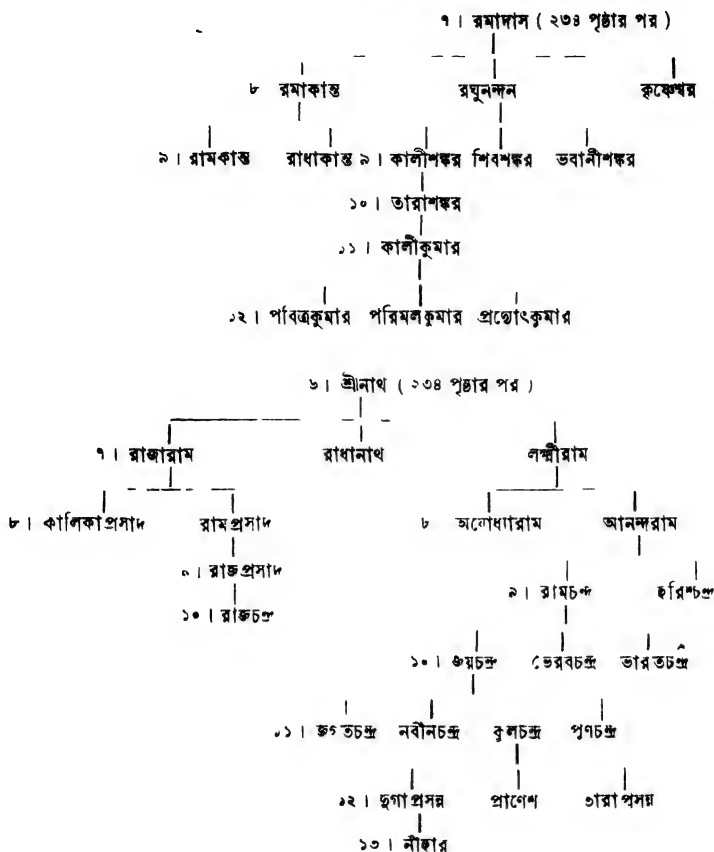 ৭। রমাদাস ( ২৩৪ পৃষ্ঠার পর )
৮ রমাকান্ত রঘুনন্দন কৃষ্ণেশ্বর
৯। রামকান্ত রাধাকান্ত ৯। কালীশঙ্কর শিবশঙ্কর ভবানীশঙ্কর
১০। তারাশঙ্কর
১১। কালীকুমার
১২। পবিত্রকুমার পরিমলকুমার প্রদ্যোৎকুমার
৬। শ্রীনাথ ( ২৩৪ পৃষ্ঠার পর )
৭। রাজারাম রাধানাথ লক্ষ্মীরাম
৮। কালিকাপ্রসাদ রামপ্রসাদ ৮ অযোধ্যারাম আনন্দরাম
৯। রাজপ্রসাদ ৯। রামচন্দ্র হরিশ্চন্দ্র
১০। রাজচন্দ্র
১০। জয়চন্দ্র ভৈরবচন্দ্র ভারতচন্দ্র
১১। জগতচন্দ্র নবীনচন্দ্র কুলচন্দ্র পূর্ণচন্দ্র
১২। দুর্গাপ্রসন্ন প্রাণেশ তারাপ্রসন্ন
১৩। নীহার